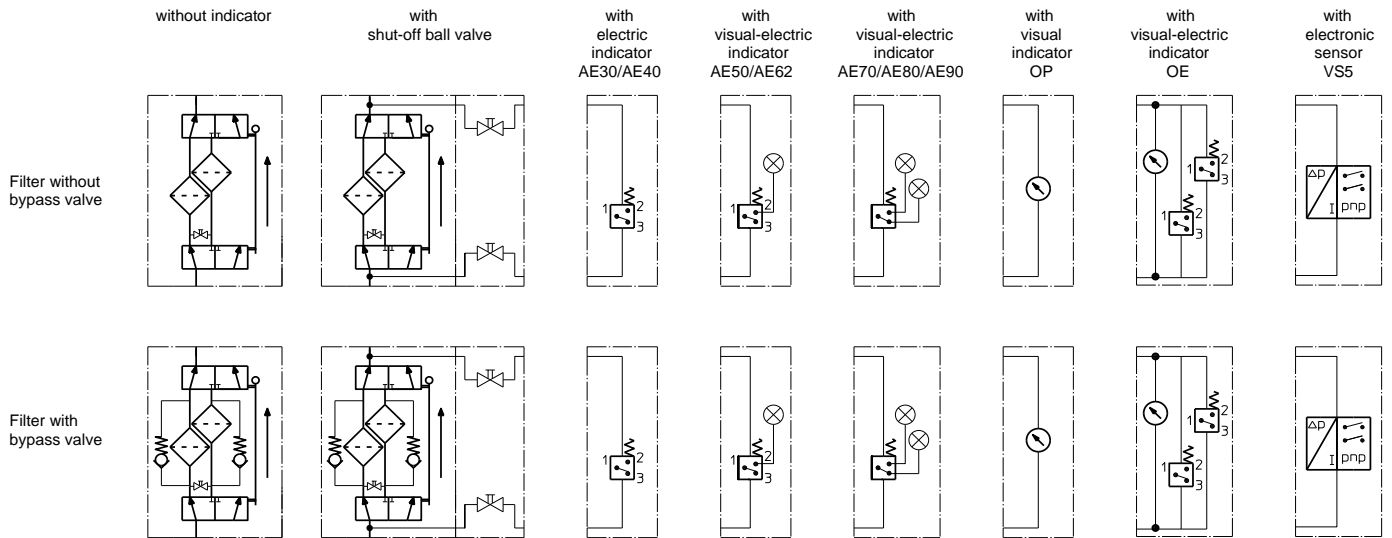 without indicator
with
shut-off ball valve
with
electric
indicator
AE30/AE40
with
visual-electric
indicator
AE50/AE62
with
visual-electric
indicator
AE70/AE80/AE90
with
visual
indicator
OP
with
visual-electric
indicator
OE
with
electronic
sensor
VS5
Filter without
bypass valve
1 2
3
1 2
3
1
1 2
3
1 2
3
Δp
I pnp
Filter with
bypass valve
1 2
3
1 2
3
1
1 2
3
1 2
3
Δp
I pnp